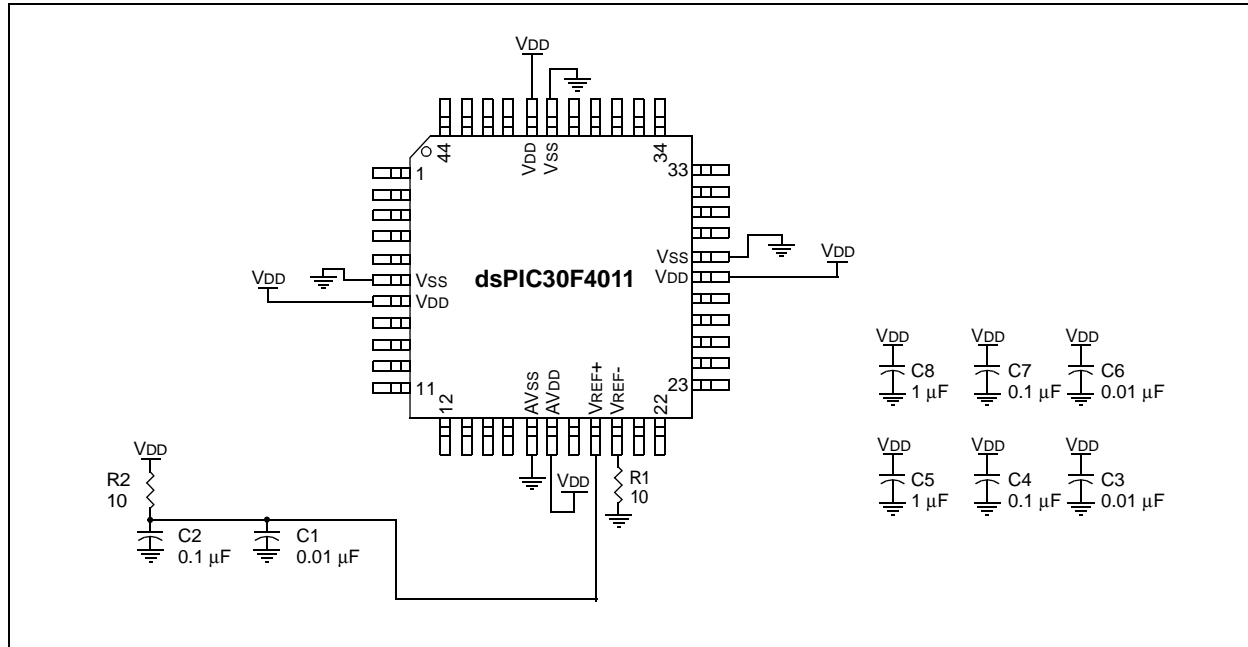 VDD
44
VDD
VSS
34
1
33
VSS
VDD
VDD
VSS
VDD
VDD
dsPIC30F4011
11
12
AVSS
AVDD
VREF+
VREF-
22
23
VDD
C8
1 µF
VDD
C7
0.1 µF
VDD
C6
0.01 µF
VDD
C5
1 µF
VDD
C4
0.1 µF
VDD
C3
0.01 µF
VDD
R2
10
C2
0.1 µF
C1
0.01 µF
VDD
R1
10